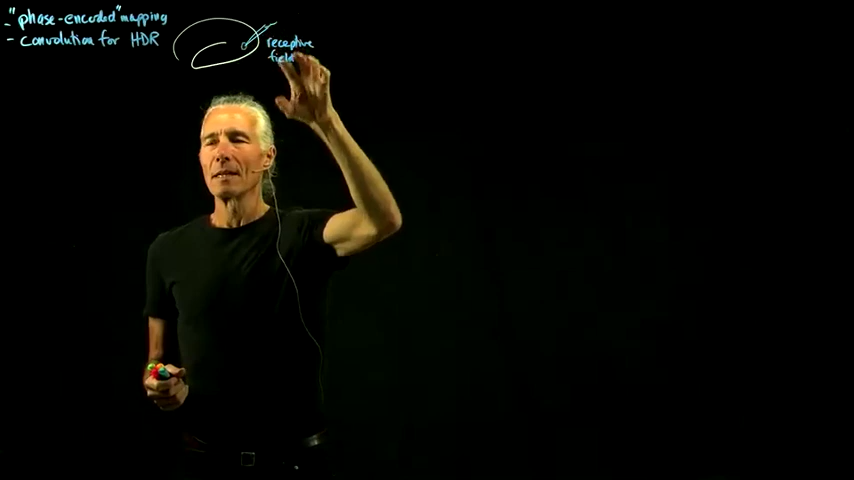 "phase-encoded" mapping
- convolution for HDR
receptive
field